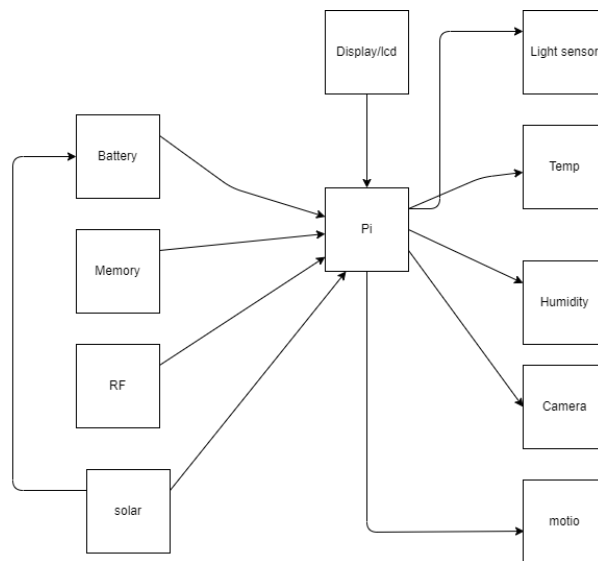 Display/lcd
Light sensor
Battery
Temp
Pi
Memory
Humidity
RF
Camera
solar
motio